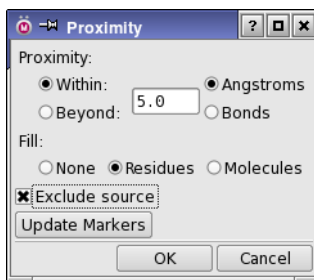 Proximity
Proximity:
Within: 5.0 Angstroms
Beyond: Bonds
Fill:
None Residues Molecules
Exclude source
Update Markers
OK Cancel